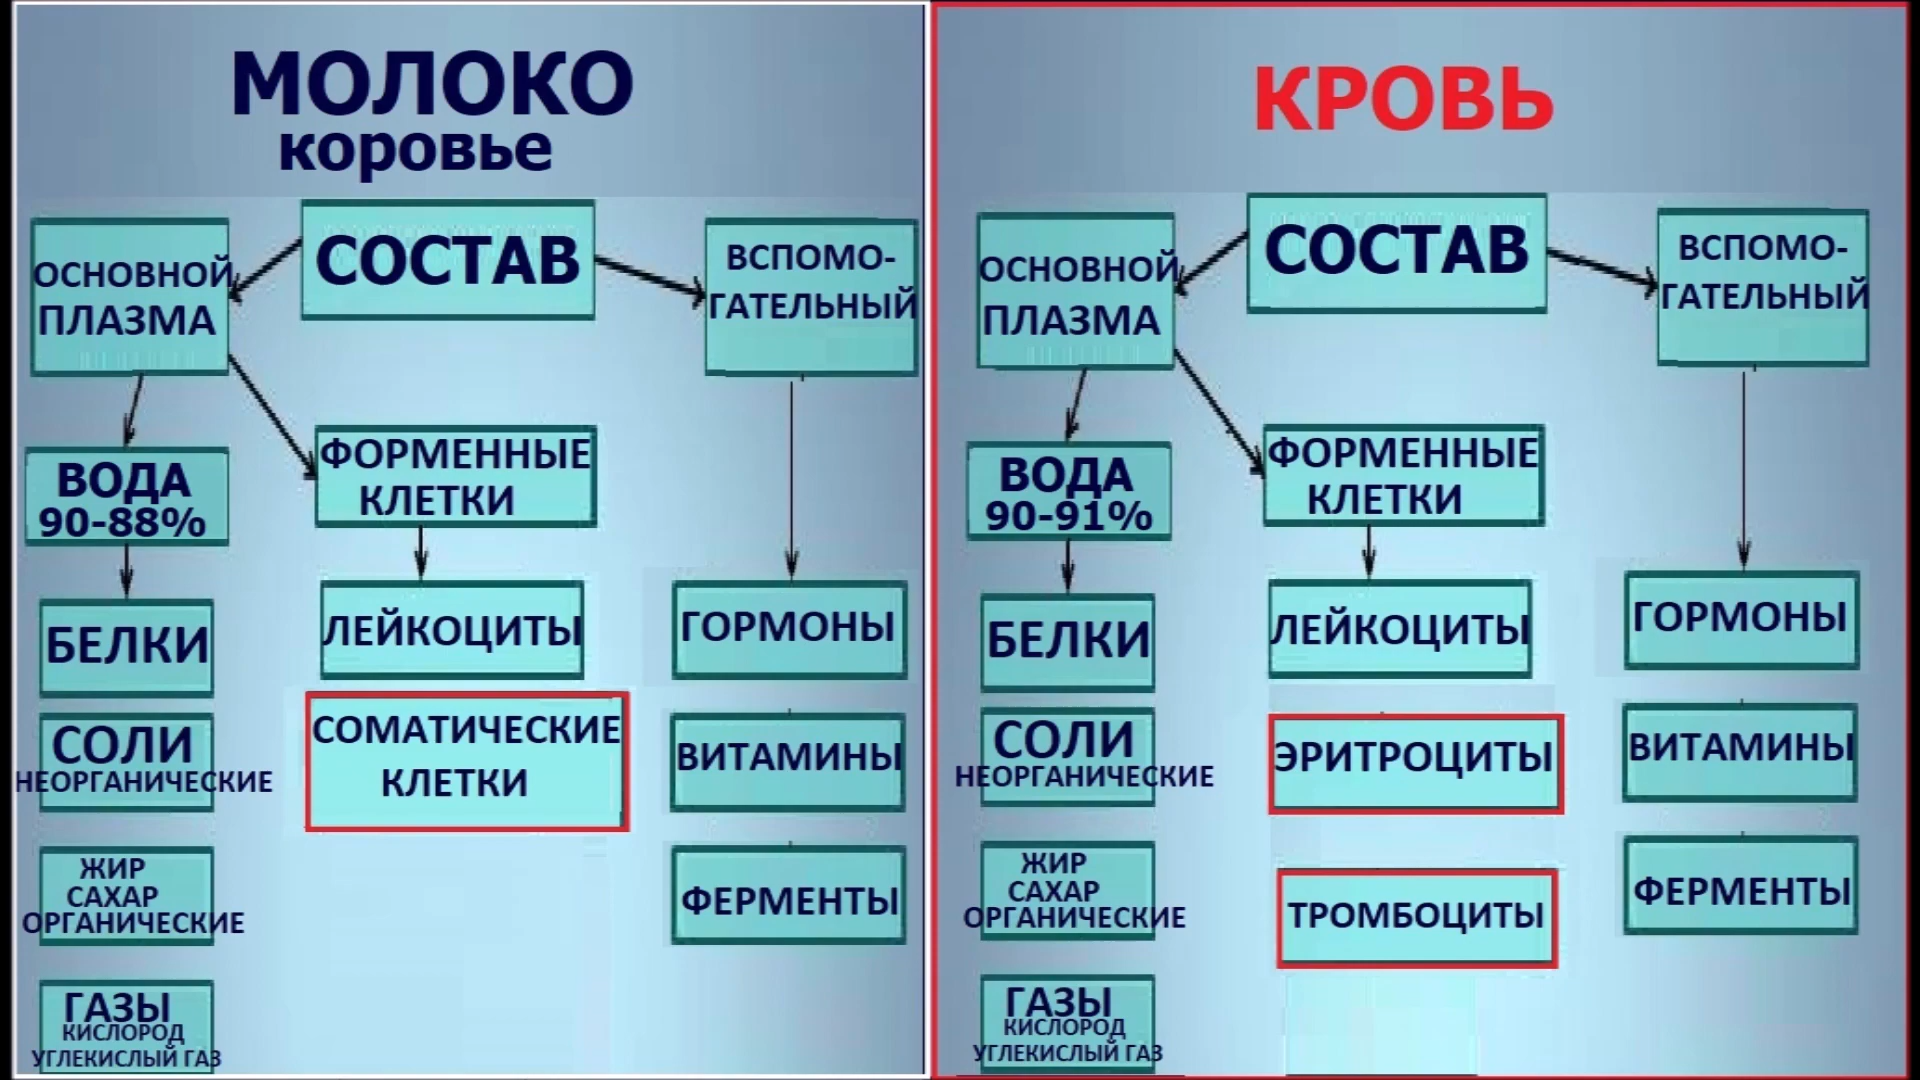 МОЛОКО
коровье
СОСТАВ
ОСНОВНОЙ
ПЛАЗМА
ВСПОМО-
ГАТЕЛЬНЫЙ
ВОДА
90-88%
ФОРМЕННЫЕ
КЛЕТКИ
БЕЛКИ
ЛЕЙКОЦИТЫ
ГОРМОНЫ
СОЛИ
НЕОРГАНИЧЕСКИЕ
СОМАТИЧЕСКИЕ
КЛЕТКИ
ВИТАМИНЫ
ЖИР
САХАР
ОРГАНИЧЕСКИЕ
ФЕРМЕНТЫ
ГАЗЫ
КИСЛОРОД
УГЛЕКИСЛЫЙ ГАЗ
КРОВЬ
СОСТАВ
ОСНОВНОЙ
ПЛАЗМА
ВСПОМО-
ГАТЕЛЬНЫЙ
ВОДА
90-91%
ФОРМЕННЫЕ
КЛЕТКИ
БЕЛКИ
ЛЕЙКОЦИТЫ
ГОРМОНЫ
СОЛИ
НЕОРГАНИЧЕСКИЕ
ЭРИТРОЦИТЫ
ВИТАМИНЫ
ЖИР
САХАР
ОРГАНИЧЕСКИЕ
ТРОМБОЦИТЫ
ФЕРМЕНТЫ
ГАЗЫ
КИСЛОРОД
УГЛЕКИСЛЫЙ ГАЗ